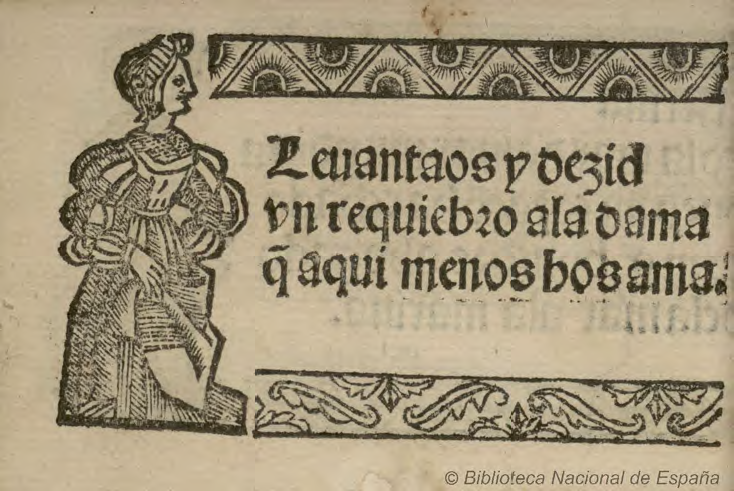 Leuantaos y dezid
vn requiebro ala dama
q̃ aqui menos bos ama.
© Biblioteca Nacional de España